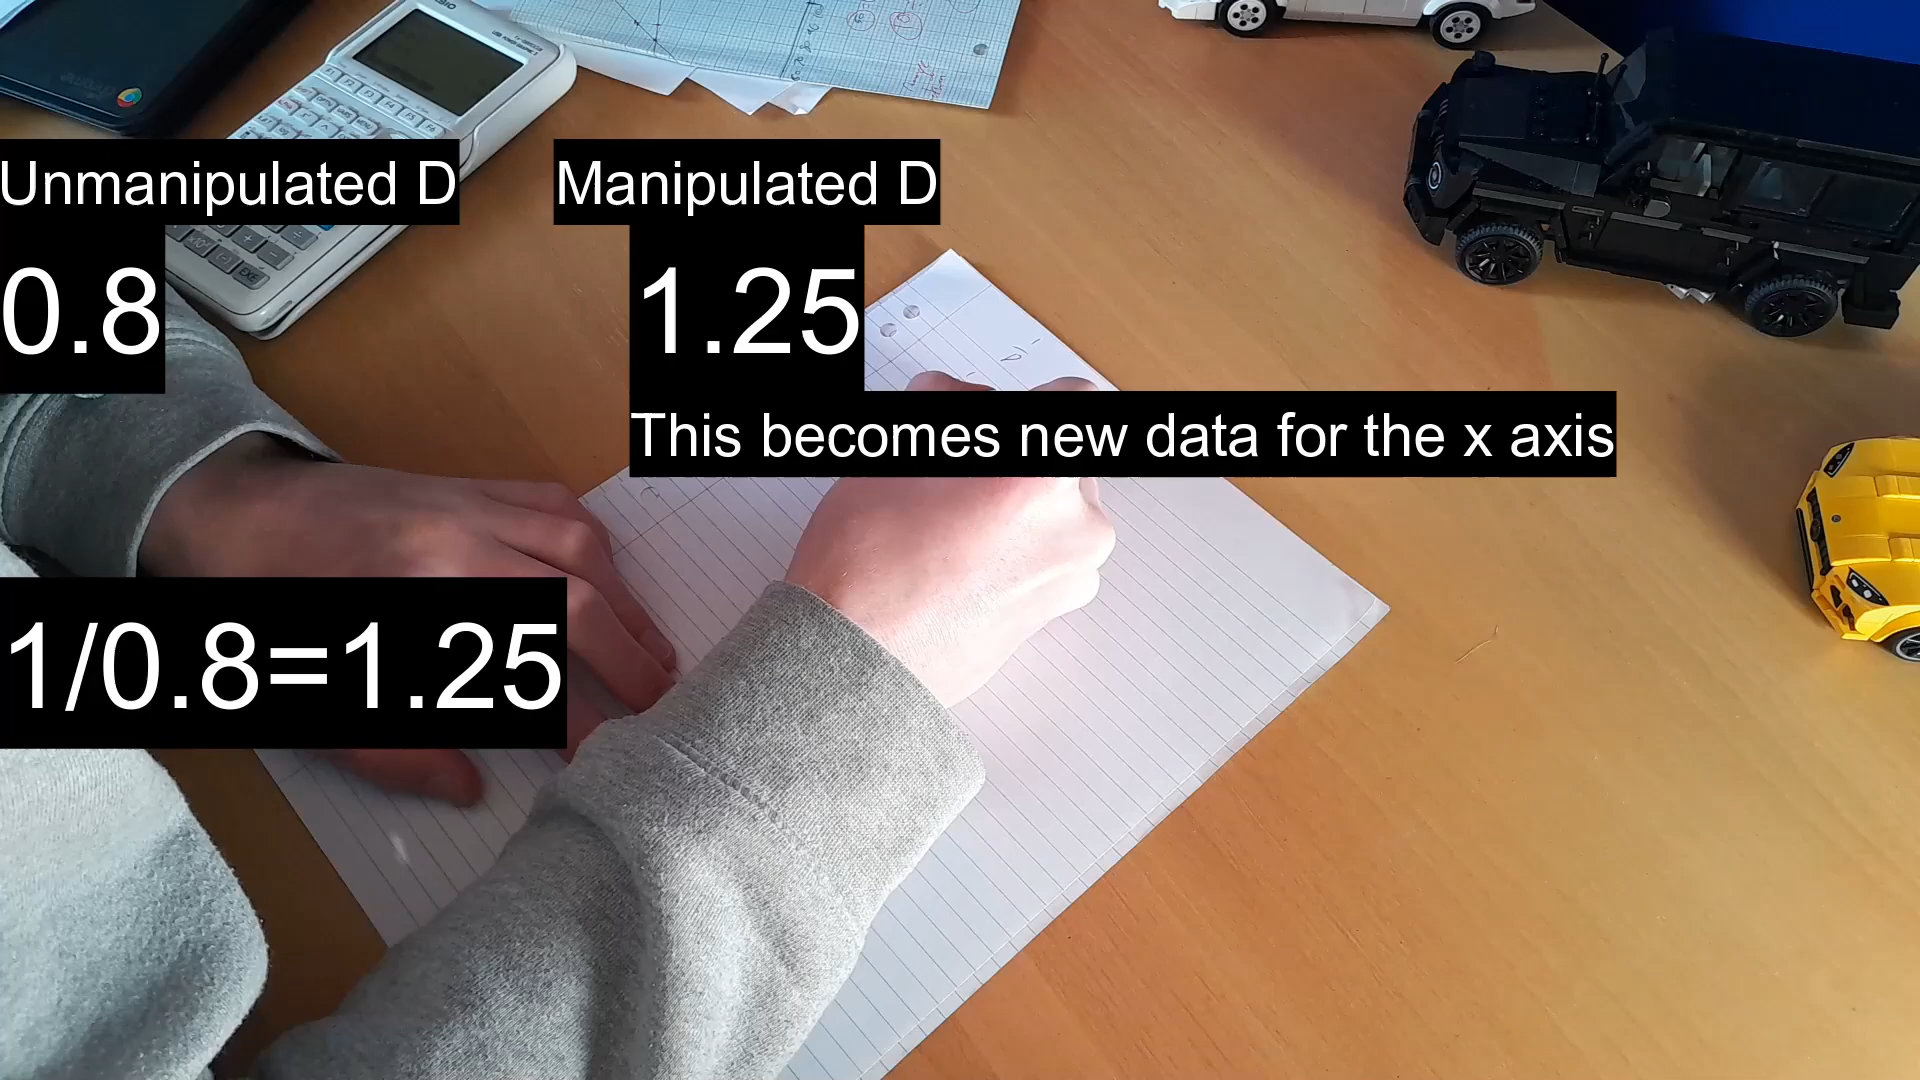 Unmanipulated D
Manipulated D
0.8
1.25
This becomes new data for the x axis
1/0.8=1.25